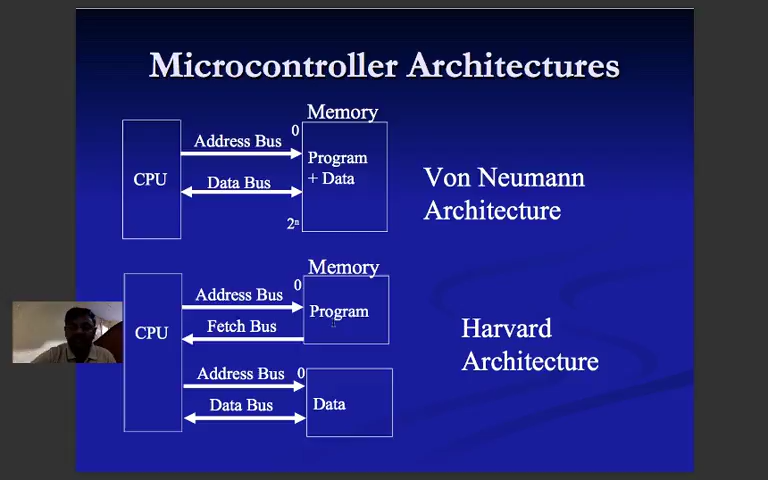 Microcontroller Architectures
Memory
0
Address Bus
Program
CPU
+ Data
Data Bus
2ⁿ
Von Neumann
Architecture
Memory
0
Address Bus
Program
Fetch Bus
CPU
Address Bus
0
Data Bus
Data
Harvard
Architecture